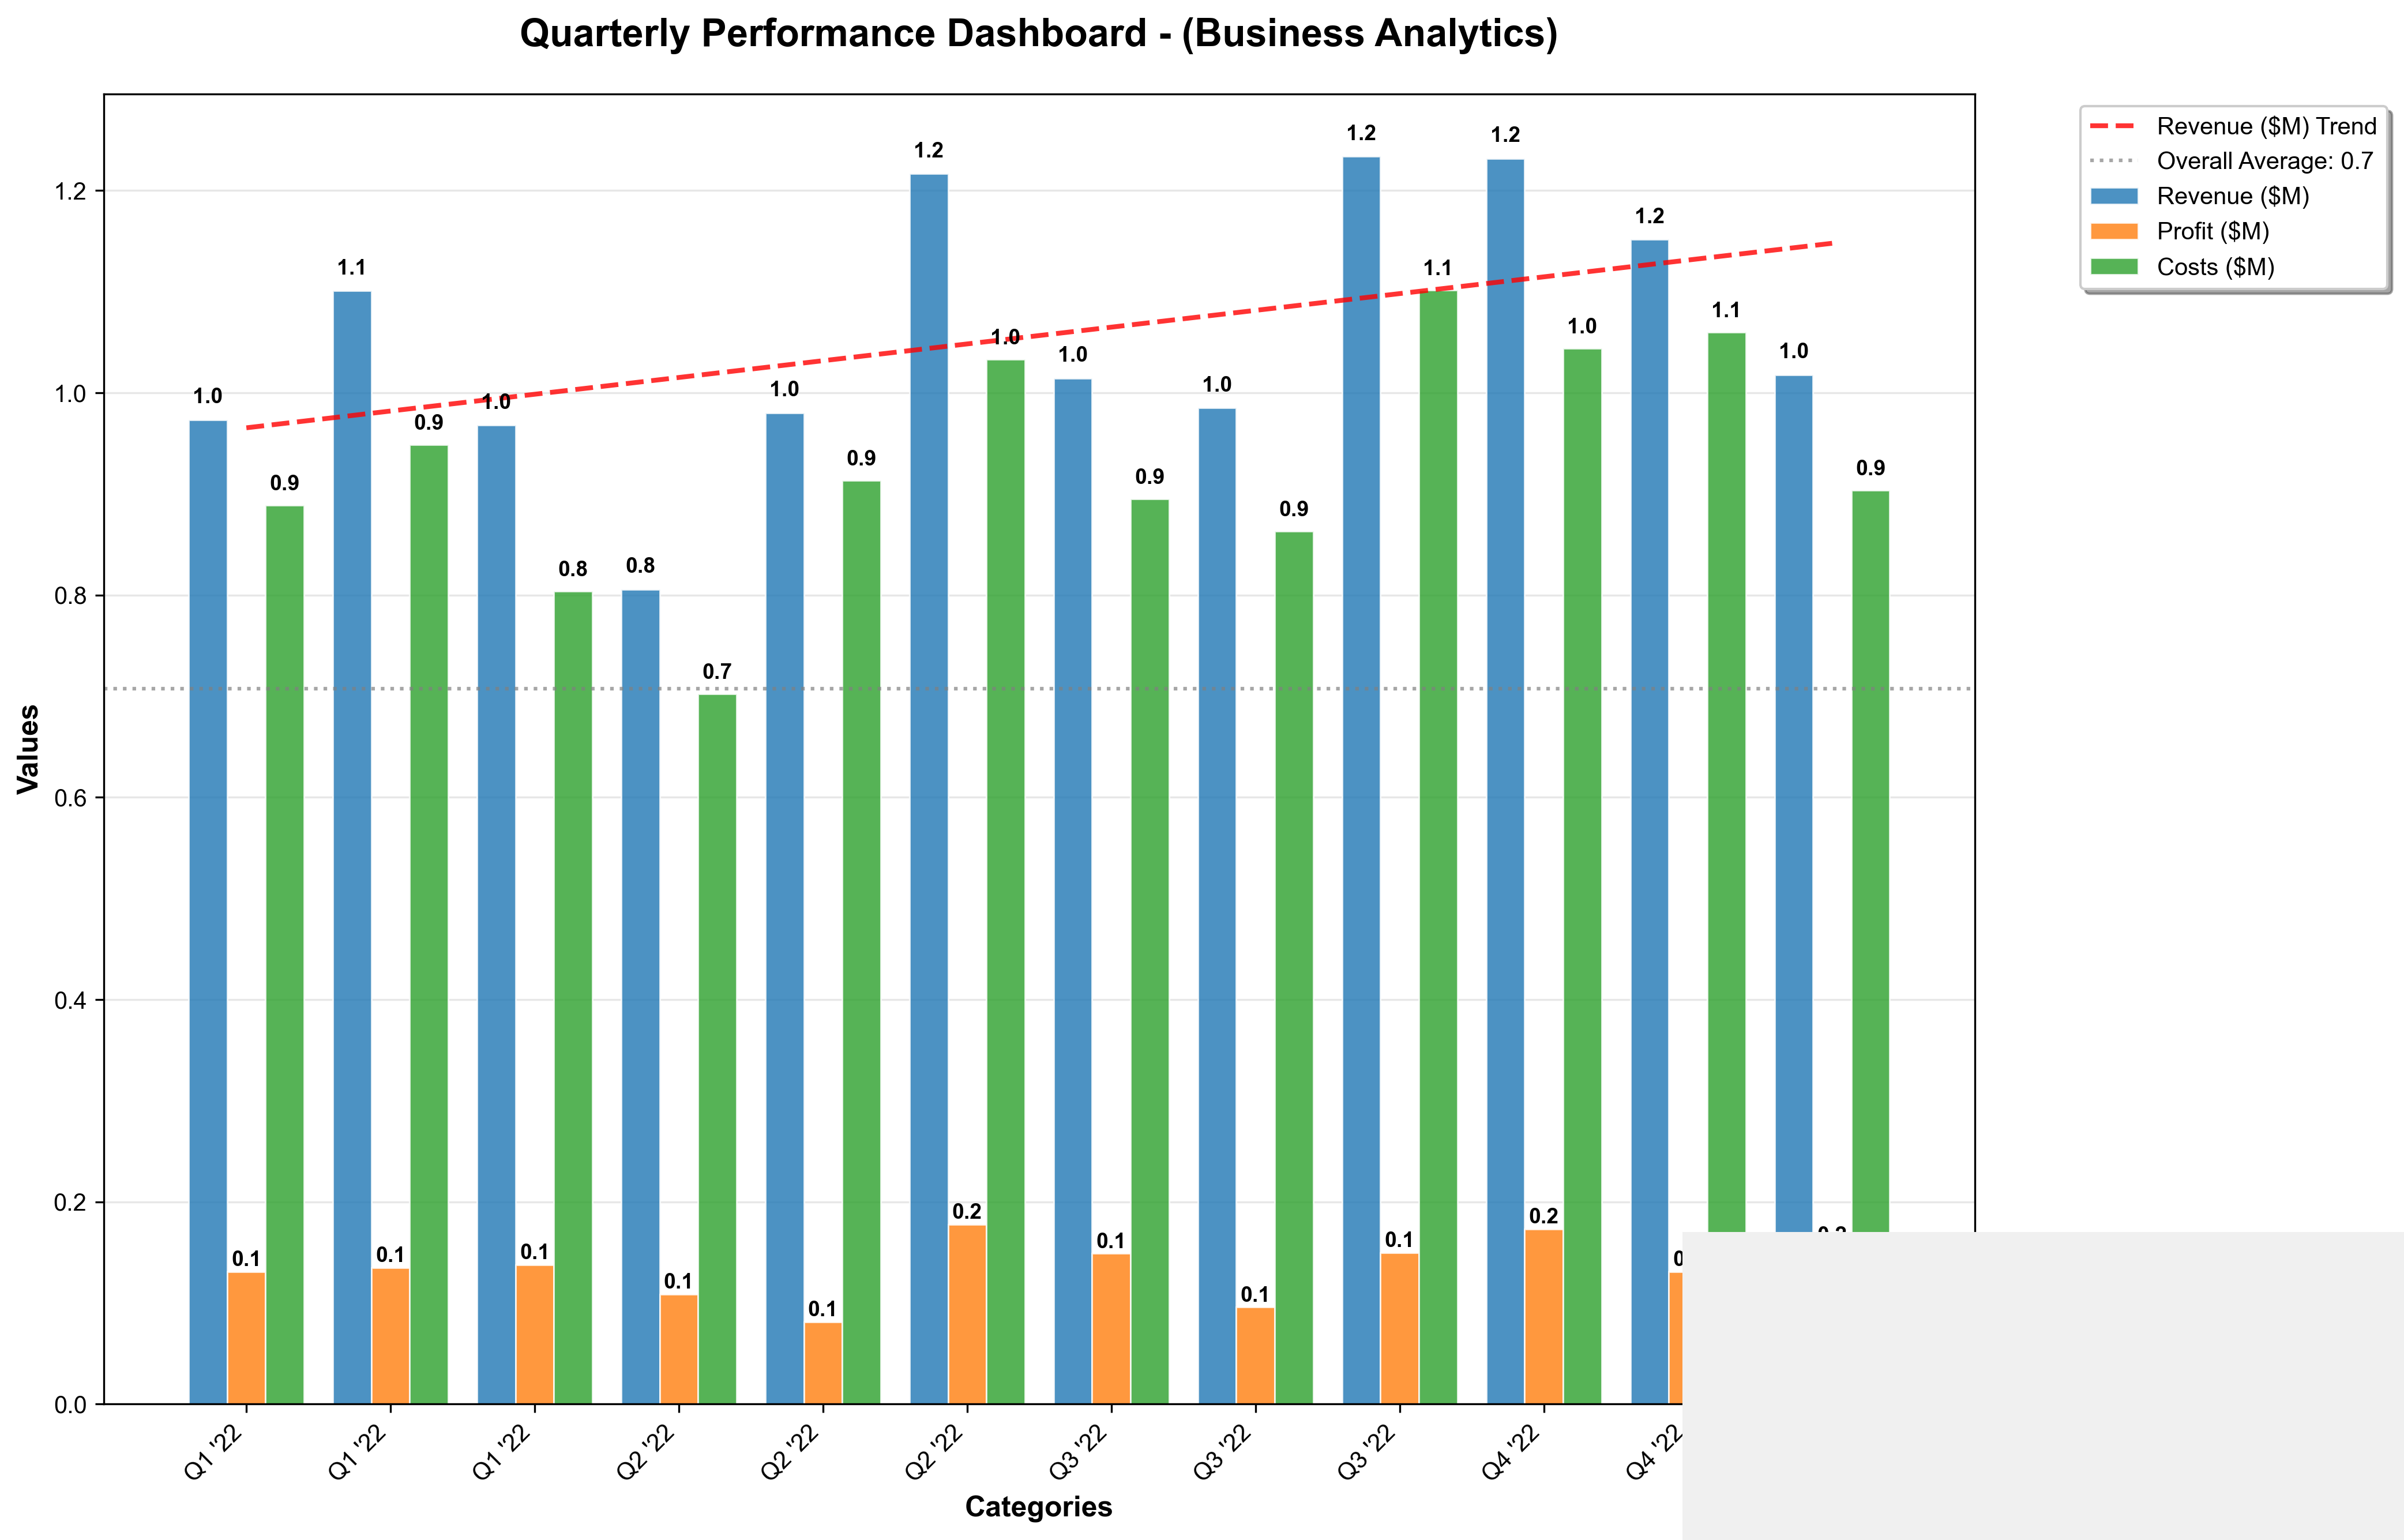 Quarterly Performance Dashboard - (Business Analytics)
Revenue ($M) Trend
Overall Average: 0.7
Revenue ($M)
Profit ($M)
Costs ($M)
Values
1.2
1.0
0.8
0.6
0.4
0.2
0.0
1.0
0.1
0.9
1.1
0.1
0.9
1.0
0.1
0.8
0.8
0.1
0.7
1.0
0.1
0.9
1.2
0.2
1.0
1.0
0.1
0.9
1.0
0.1
0.9
1.2
0.1
1.1
1.2
0.2
1.0
1.2
1.1
1.0
0.9
Q1 '22
Q1 '22
Q1 '22
Q2 '22
Q2 '22
Q2 '22
Q3 '22
Q3 '22
Q3 '22
Q4 '22
Q4 '22
Categories